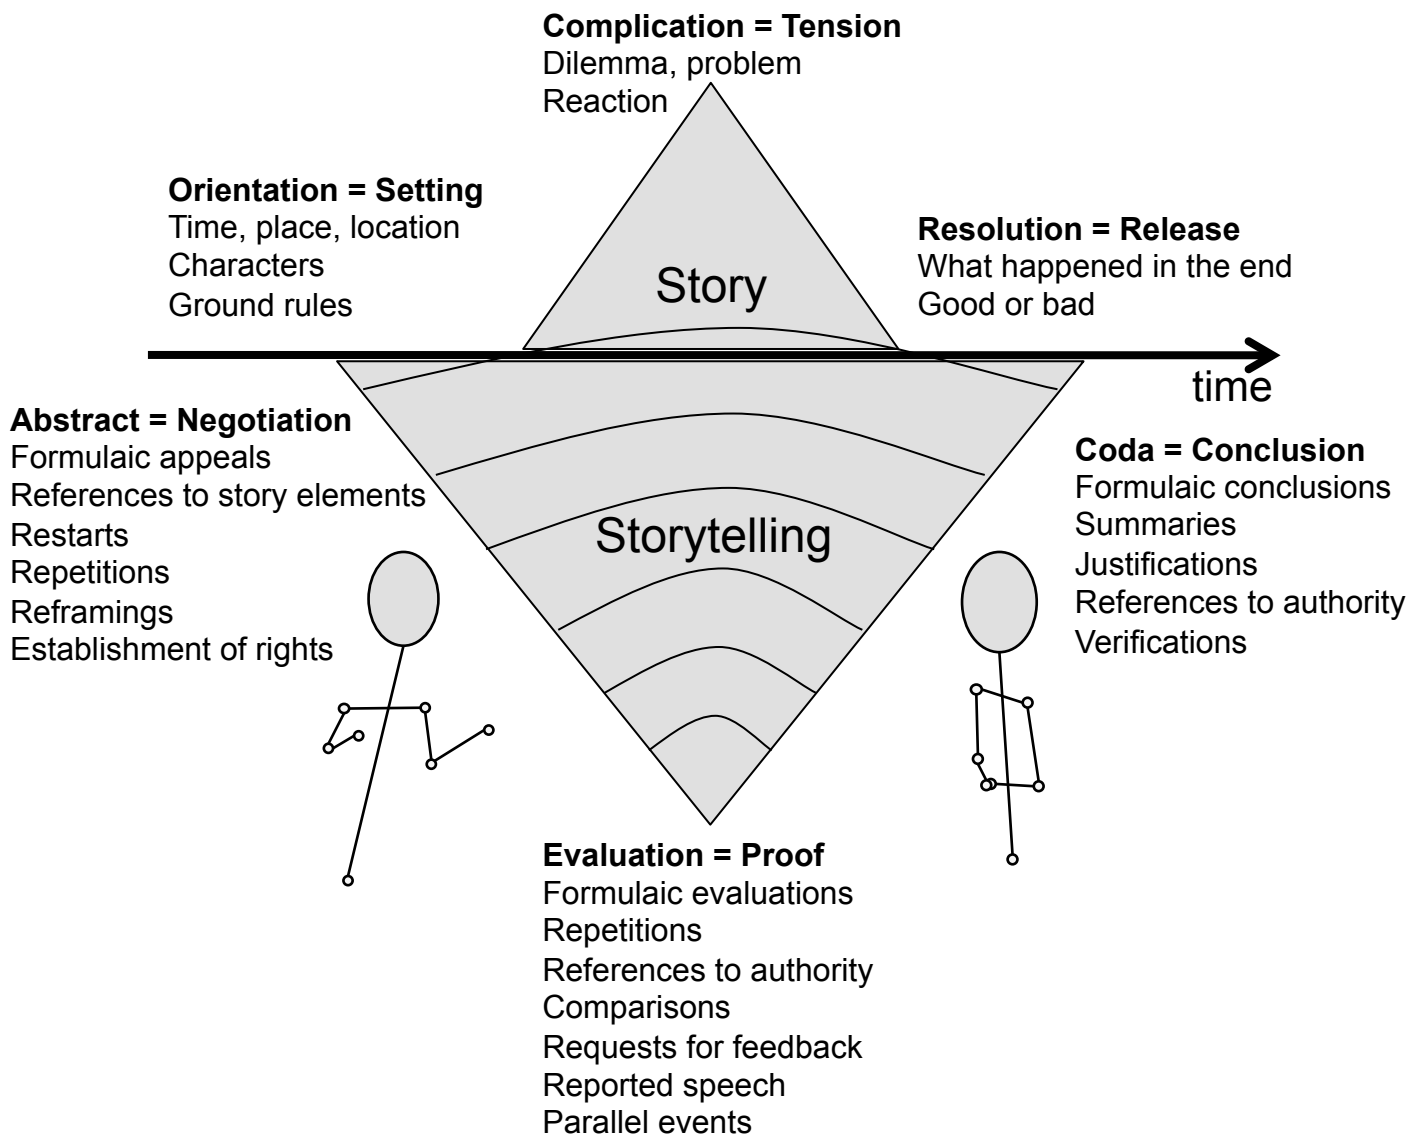 Complication = Tension
Dilemma, problem
Reaction
Orientation = Setting
Time, place, location
Characters
Ground rules
Resolution = Release
What happened in the end
Good or bad
Story
time
Abstract = Negotiation
Formulaic appeals
References to story elements
Restarts
Repetitions
Reframings
Establishment of rights
Storytelling
Coda = Conclusion
Formulaic conclusions
Summaries
Justifications
References to authority
Verifications
Evaluation = Proof
Formulaic evaluations
Repetitions
References to authority
Comparisons
Requests for feedback
Reported speech
Parallel events